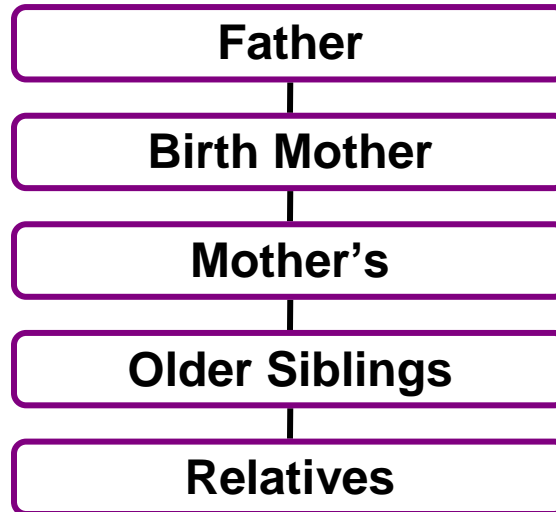 Father
Birth Mother
Mother’s
Older Siblings
Relatives